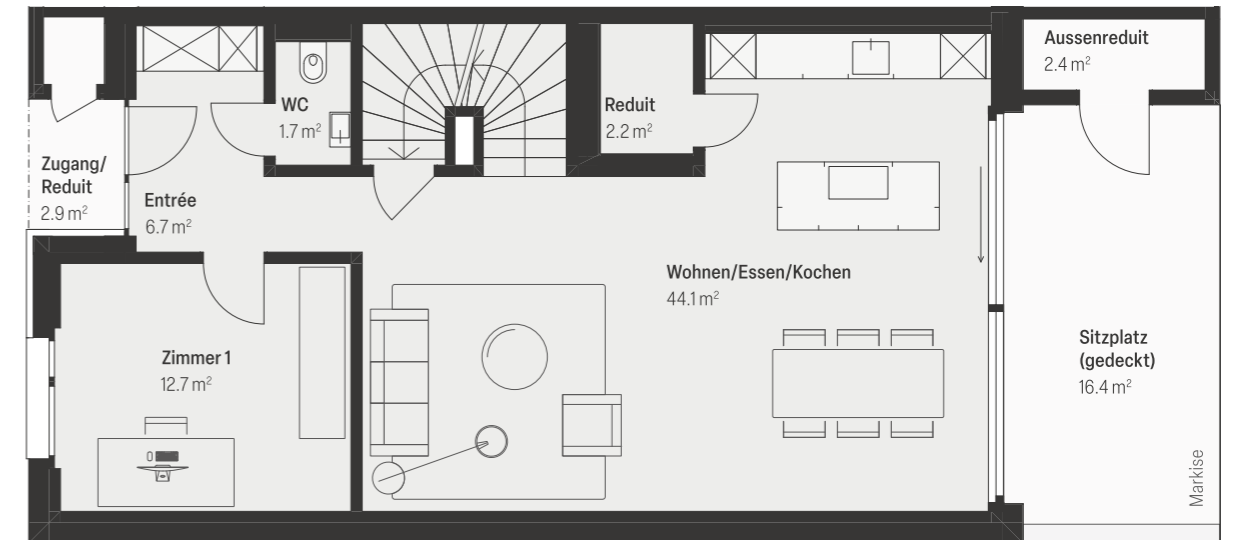 Aussenreduit
2.4 m²
WC
1.7 m²
Reduit
2.2 m²
Zugang/
Reduit
2.9 m²
Entrée
6.7 m²
Wohnen/Essen/Kochen
44.1 m²
Zimmer 1
12.7 m²
Sitzplatz
(gedeckt)
16.4 m²
Markise